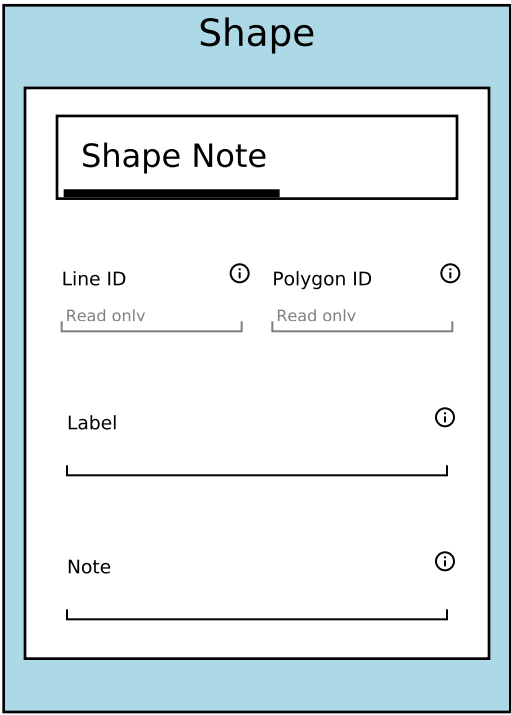 Shape
Shape Note
Line ID
Polygon ID
Read only
Read only
Label
Note